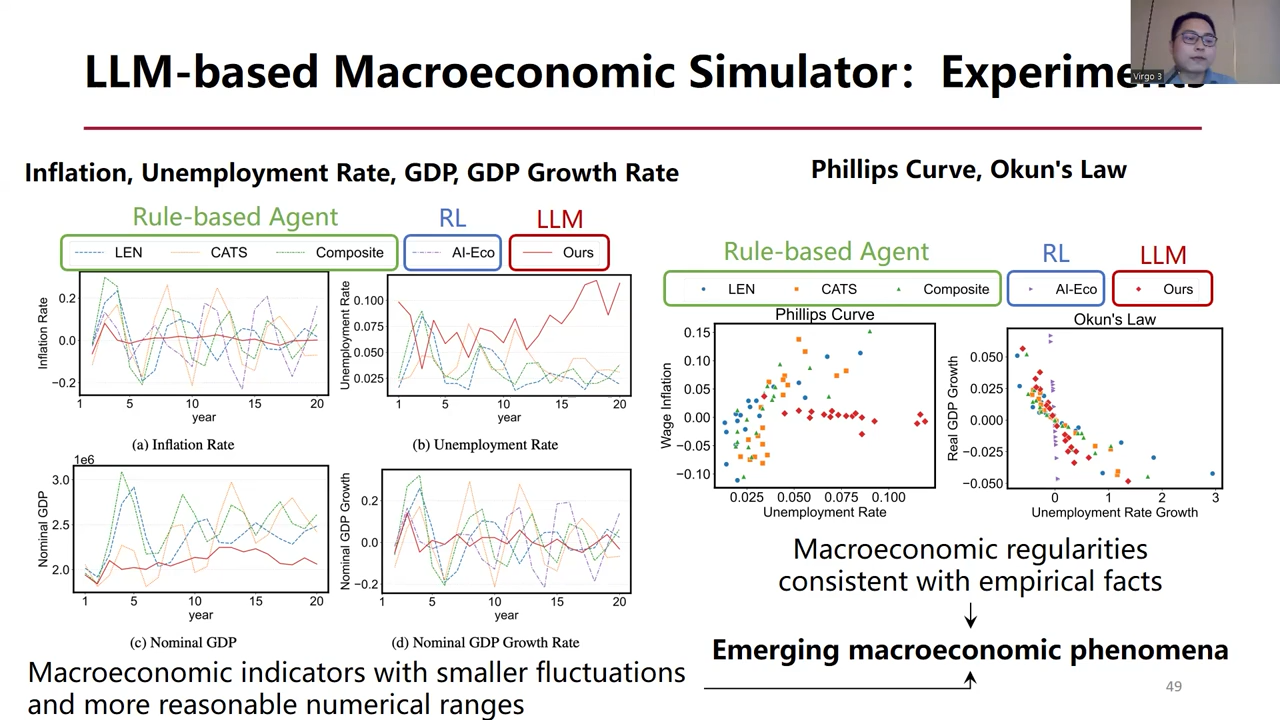 LLM-based Macroeconomic Simulator: Experiments
Virgo 3
Inflation, Unemployment Rate, GDP, GDP Growth Rate
Rule-based Agent RL LLM
LEN CATS Composite AI-Eco Ours
Inflation Rate
0.2
0.0
−0.2
1 5 10 15 20
year
(a) Inflation Rate
Unemployment Rate
0.100
0.075
0.050
0.025
1 5 10 15 20
year
(b) Unemployment Rate
1e6
Nominal GDP
3.0
2.5
2.0
1 5 10 15 20
year
(c) Nominal GDP
Nominal GDP Growth
0.2
0.0
−0.2
1 5 10 15 20
year
(d) Nominal GDP Growth Rate
Macroeconomic indicators with smaller fluctuations
and more reasonable numerical ranges
Phillips Curve, Okun's Law
Rule-based Agent RL LLM
LEN CATS Composite AI-Eco Ours
Phillips Curve
Wage Inflation
0.15
0.10
0.05
0.00
−0.05
−0.10
0.025 0.050 0.075 0.100
Unemployment Rate
Okun's Law
Real GDP Growth
0.050
0.025
0.000
−0.025
−0.050
0 1 2 3
Unemployment Rate Growth
Macroeconomic regularities
consistent with empirical facts
Emerging macroeconomic phenomena
49